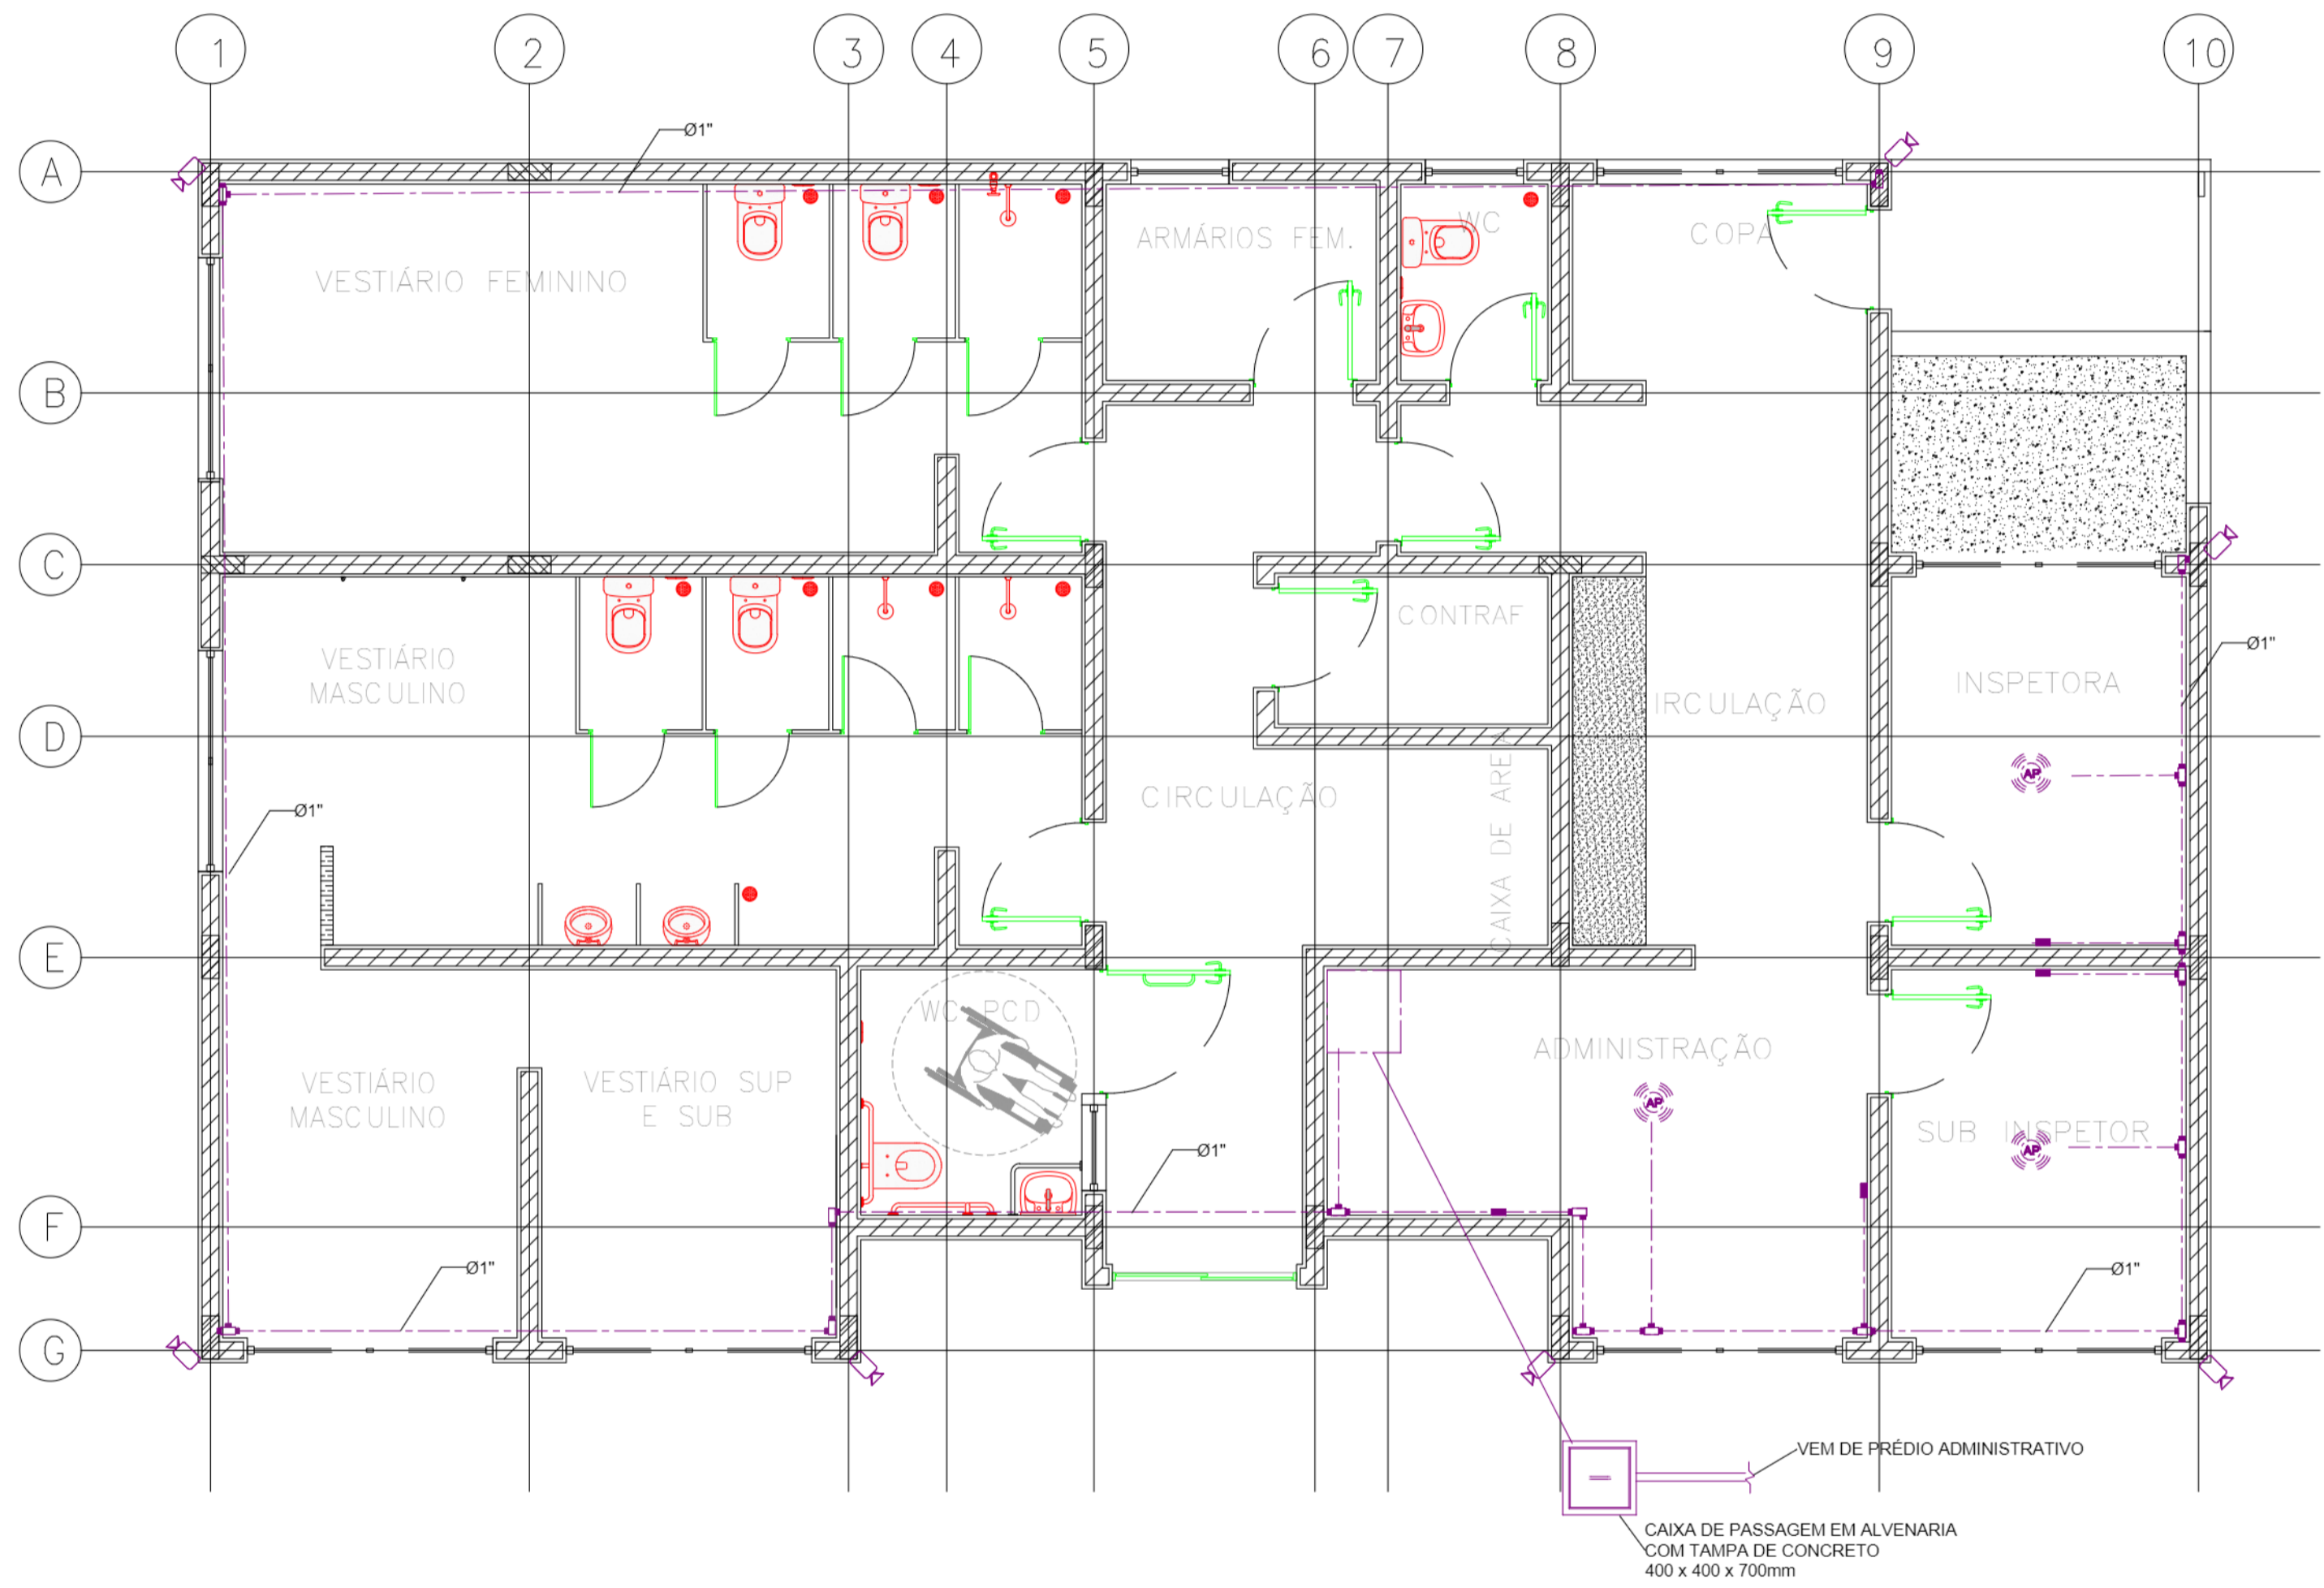 1 2 3 4 5 6 7 8 9 10
A
Ø1"
ARMÁRIOS FEM.
WC
COPA
VESTIÁRIO FEMININO
B
C
CONTRAF
Ø1"
VESTIÁRIO
MASCULINO
INSPETORA
IRCULAÇÃO
D
CIRCULAÇÃO
CAIXA DE AREA
AP
Ø1"
E
WC PCD
ADMINISTRAÇÃO
VESTIÁRIO
MASCULINO
VESTIÁRIO SUP
E SUB
AP
SUB INSPETOR
AP
Ø1"
F
Ø1"
Ø1"
G
VEM DE PRÉDIO ADMINISTRATIVO
CAIXA DE PASSAGEM EM ALVENARIA
COM TAMPA DE CONCRETO
400 x 400 x 700mm